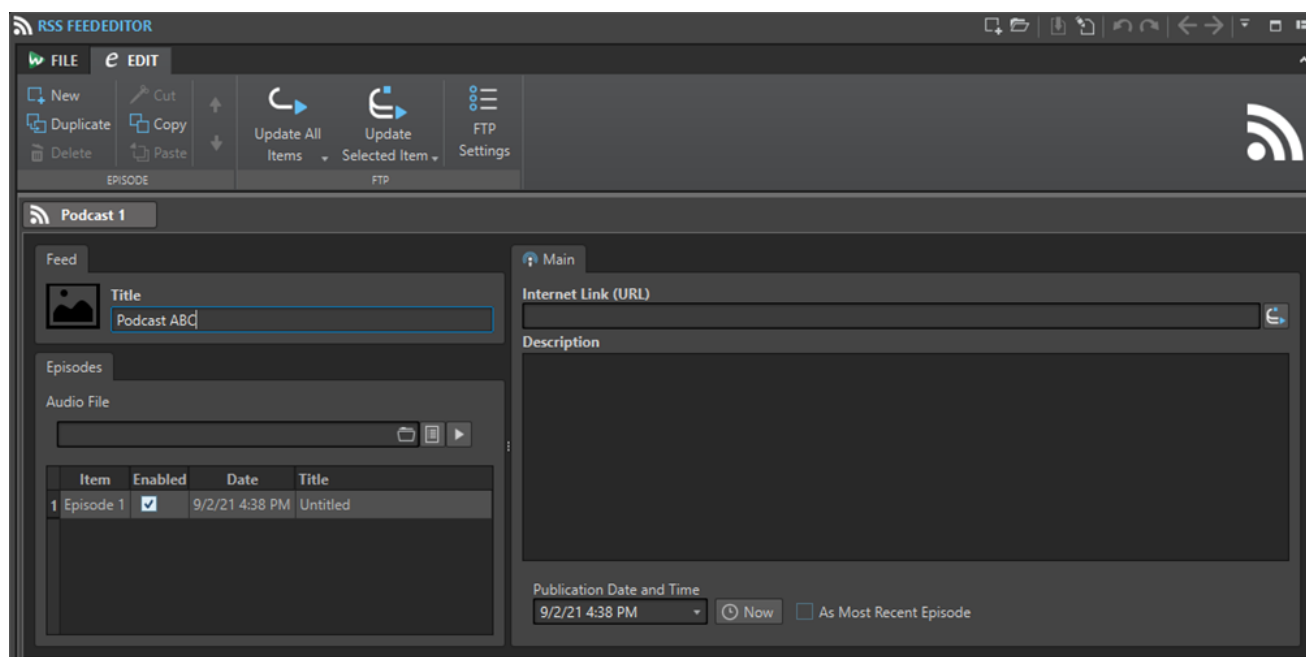 RSS FEEDEDITOR
FILE
e EDIT
New
Cut
Duplicate
Copy
Delete
Paste
EPISODE
Update All
Items
Update
Selected Item
FTP
Settings
FTP
Podcast 1
Feed
Title
Podcast ABC
Episodes
Audio File
Item Enabled Date Title
1 Episode 1 9/2/21 4:38 PM Untitled
Main
Internet Link (URL)
Description
Publication Date and Time
9/2/21 4:38 PM
Now
As Most Recent Episode